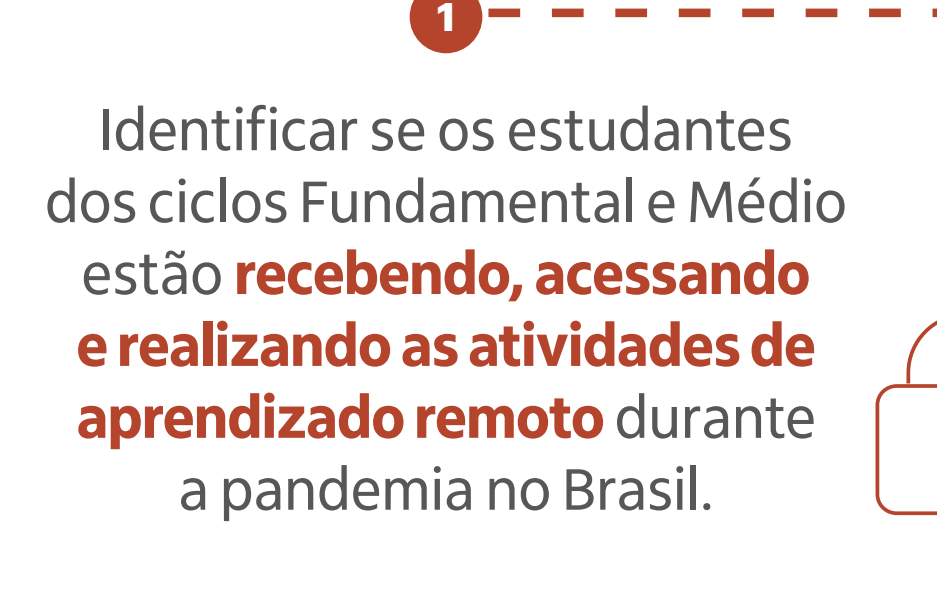 1
Identificar se os estudantes
dos ciclos Fundamental e Médio
estão recebendo, acessando
e realizando as atividades de
aprendizado remoto durante
a pandemia no Brasil.